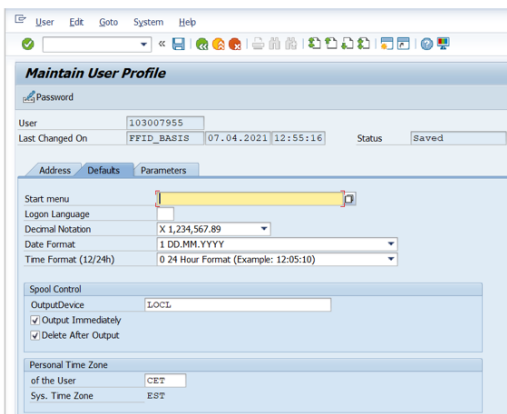 User Edit Goto System Help
Maintain User Profile
Password
User 103007955
Last Changed On FFID_BASIS 07.04.2021 12:55:16 Status Saved
Address Defaults Parameters
Start menu
Logon Language
Decimal Notation X 1,234,567.89
Date Format 1 DD.MM.YYYY
Time Format (12/24h) 0 24 Hour Format (Example: 12:05:10)
Spool Control
OutputDevice LOCL
Output Immediately
Delete After Output
Personal Time Zone
of the User CET
Sys. Time Zone EST